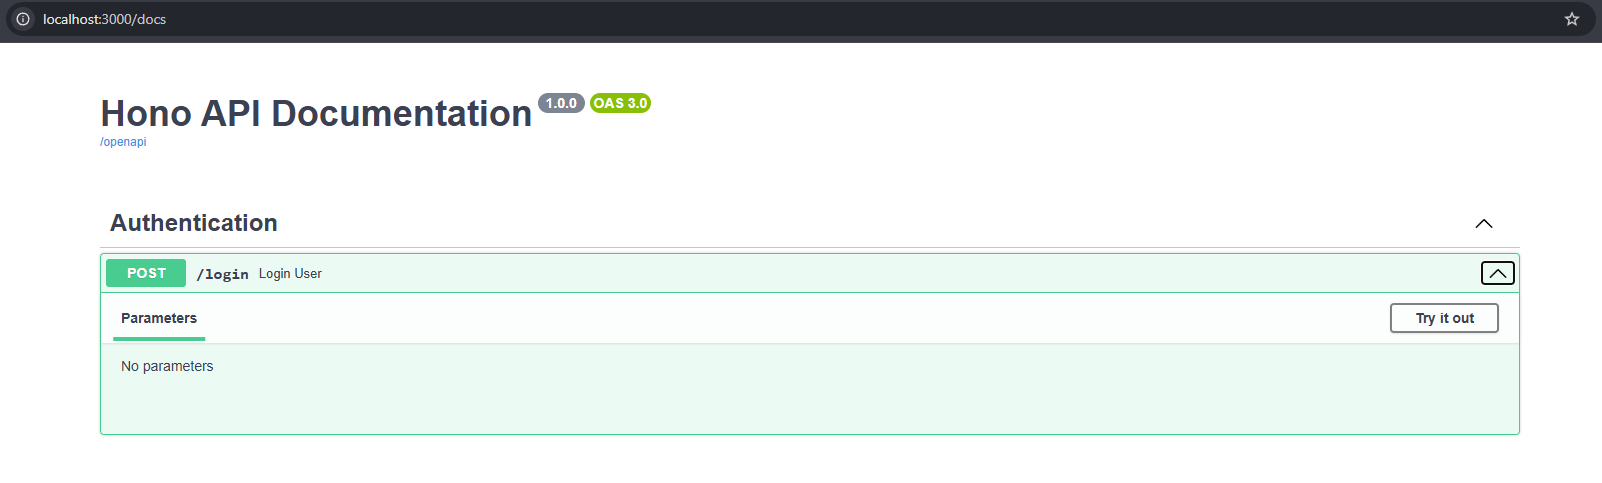 localhost:3000/docs
Hono API Documentation 1.0.0 OAS 3.0
/openapi
Authentication
POST /login Login User
Parameters Try it out
No parameters